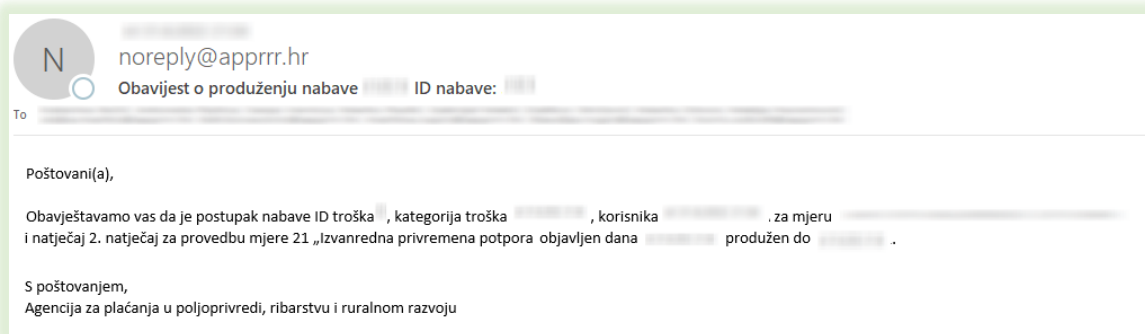 N
noreply@apprrr.hr
Obavijest o produženju nabave ID nabave:
To
Poštovani(a),
Obavještavamo vas da je postupak nabave ID troška , kategorija troška , korisnika , za mjeru
i natječaj 2. natječaj za provedbu mjere 21 „Izvanredna privremena potpora objavljen dana produžen do .
S poštovanjem,
Agencija za plaćanja u poljoprivredi, ribarstvu i ruralnom razvoju